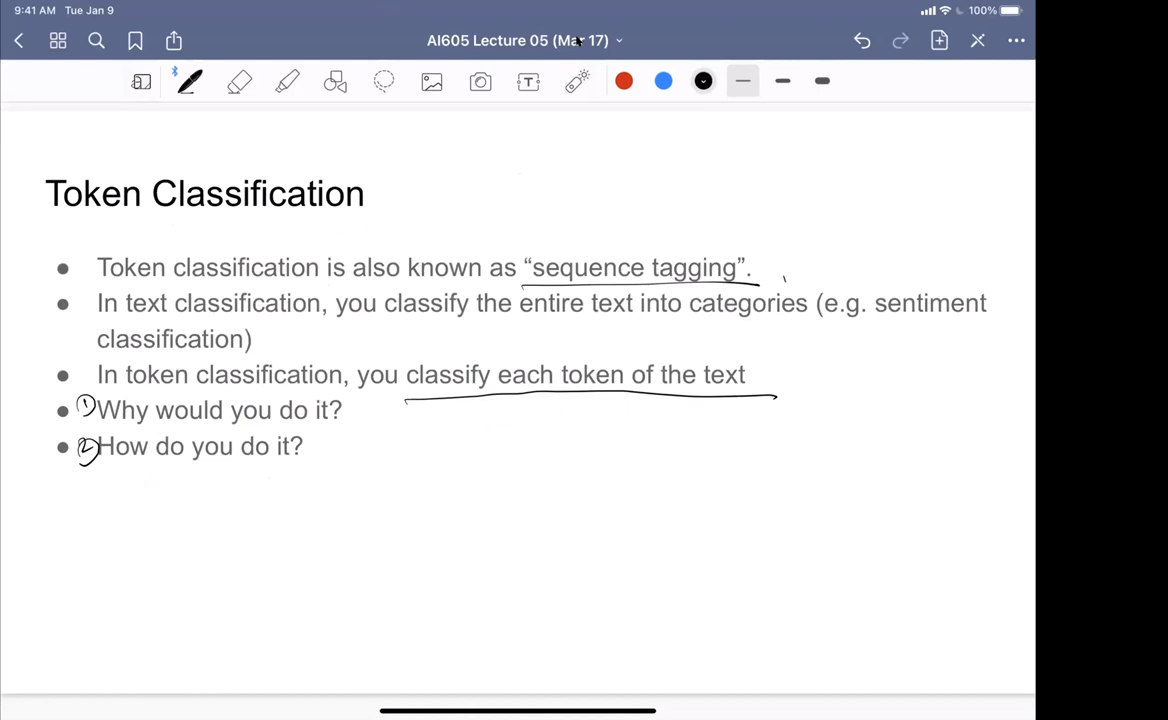 9:41 AM Tue Jan 9
100%
AI605 Lecture 05 (Mar 17)
T
Token Classification
● Token classification is also known as “sequence tagging”.
● In text classification, you classify the entire text into categories (e.g. sentiment
classification)
● In token classification, you classify each token of the text
● ① Why would you do it?
● ② How do you do it?